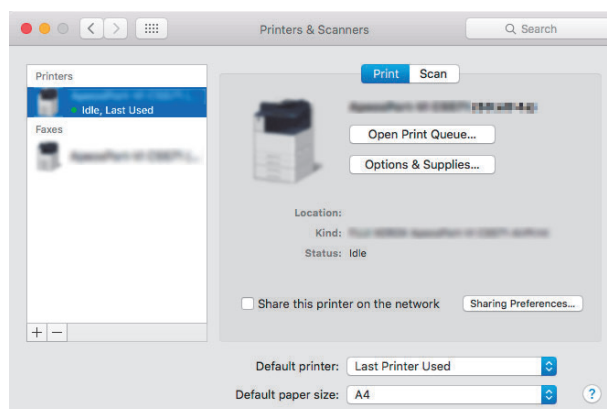 Printers & Scanners
Search
Printers
Idle, Last Used
Faxes
Print Scan
Open Print Queue...
Options & Supplies...
Location:
Kind:
Status: Idle
Share this printer on the network
Sharing Preferences...
+ −
Default printer: Last Printer Used
Default paper size: A4
?